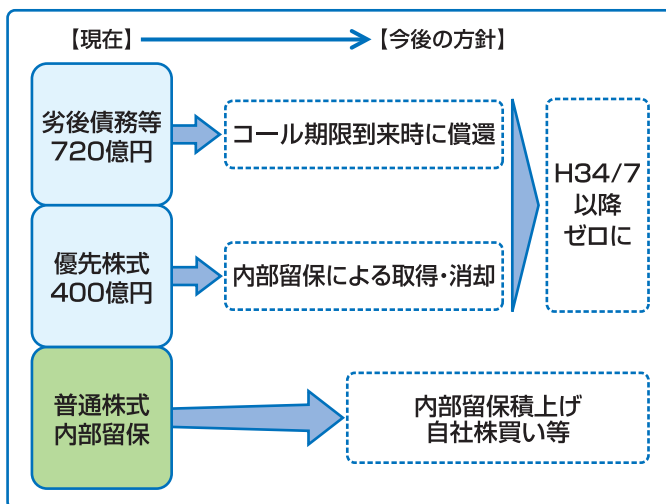 【現在】
【今後の方針】
劣後債務等
720億円
コール期限到来時に償還
H34/7
以降
ゼロに
優先株式
400億円
内部留保による取得・消却
普通株式
内部留保
内部留保積上げ
自社株買い等